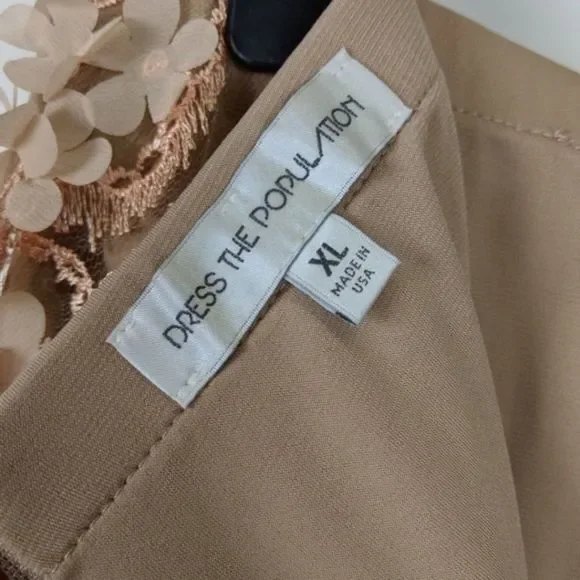 DRESS THE POPULATION
XL
MADE IN
USA